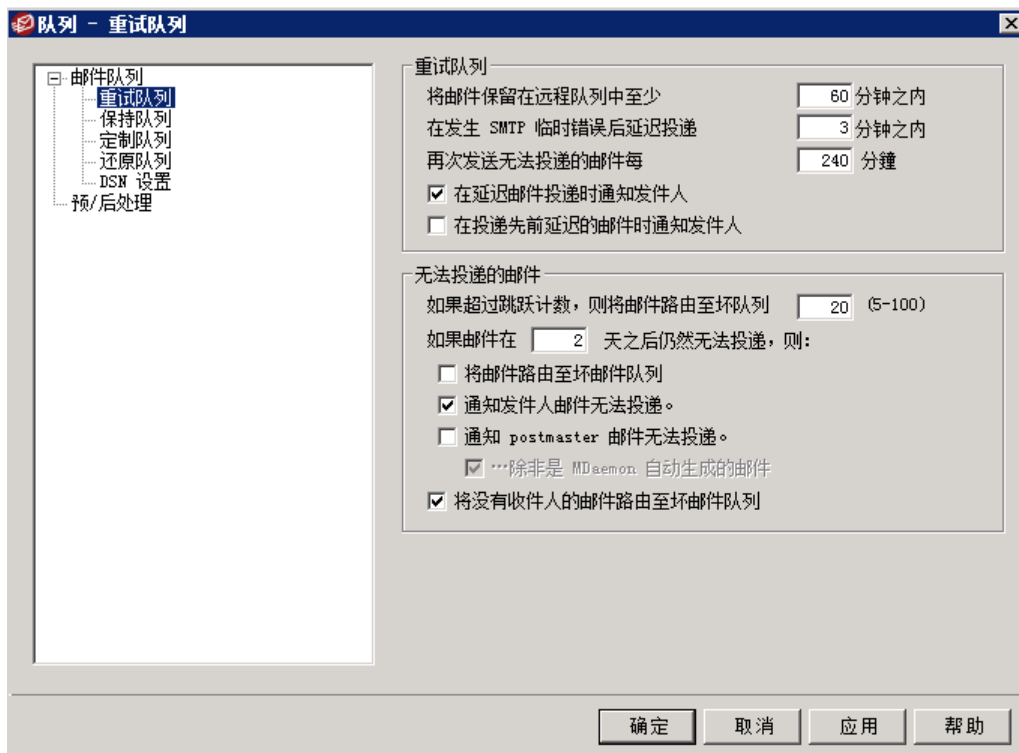 队列 - 重试队列
邮件队列
重试队列
保持队列
定制队列
还原队列
DSN 设置
预/后处理
重试队列
将邮件保留在远程队列中至少 60 分钟之内
在发生 SMTP 临时错误后延迟投递 3 分钟之内
再次发送无法投递的邮件每 240 分鐘
在延迟邮件投递时通知发件人
在投递先前延迟的邮件时通知发件人
无法投递的邮件
如果超过跳跃计数，则将邮件路由至坏队列 20 (5-100)
如果邮件在 2 天之后仍然无法投递，则：
将邮件路由至坏邮件队列
通知发件人邮件无法投递。
通知 postmaster 邮件无法投递。
…除非是 MDaemon 自动生成的邮件
将没有收件人的邮件路由至坏邮件队列
确定 取消 应用 帮助